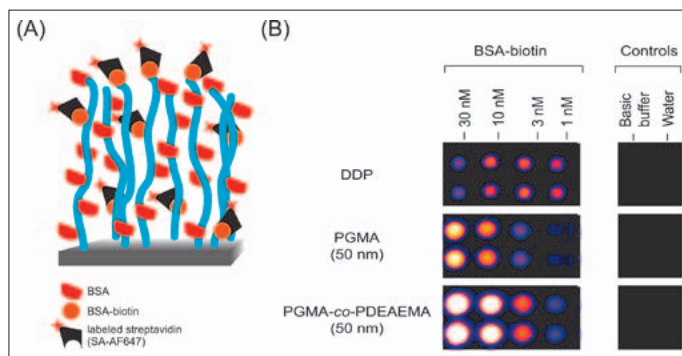 (A)
BSA
BSA-biotin
labeled streptavidin
(SA-AF647)
(B)
BSA-biotin
Controls
30 nM
10 nM
3 nM
1 nM
Basic
buffer
Water
DDP
PGMA
(50 nm)
PGMA-co-PDEAEMA
(50 nm)